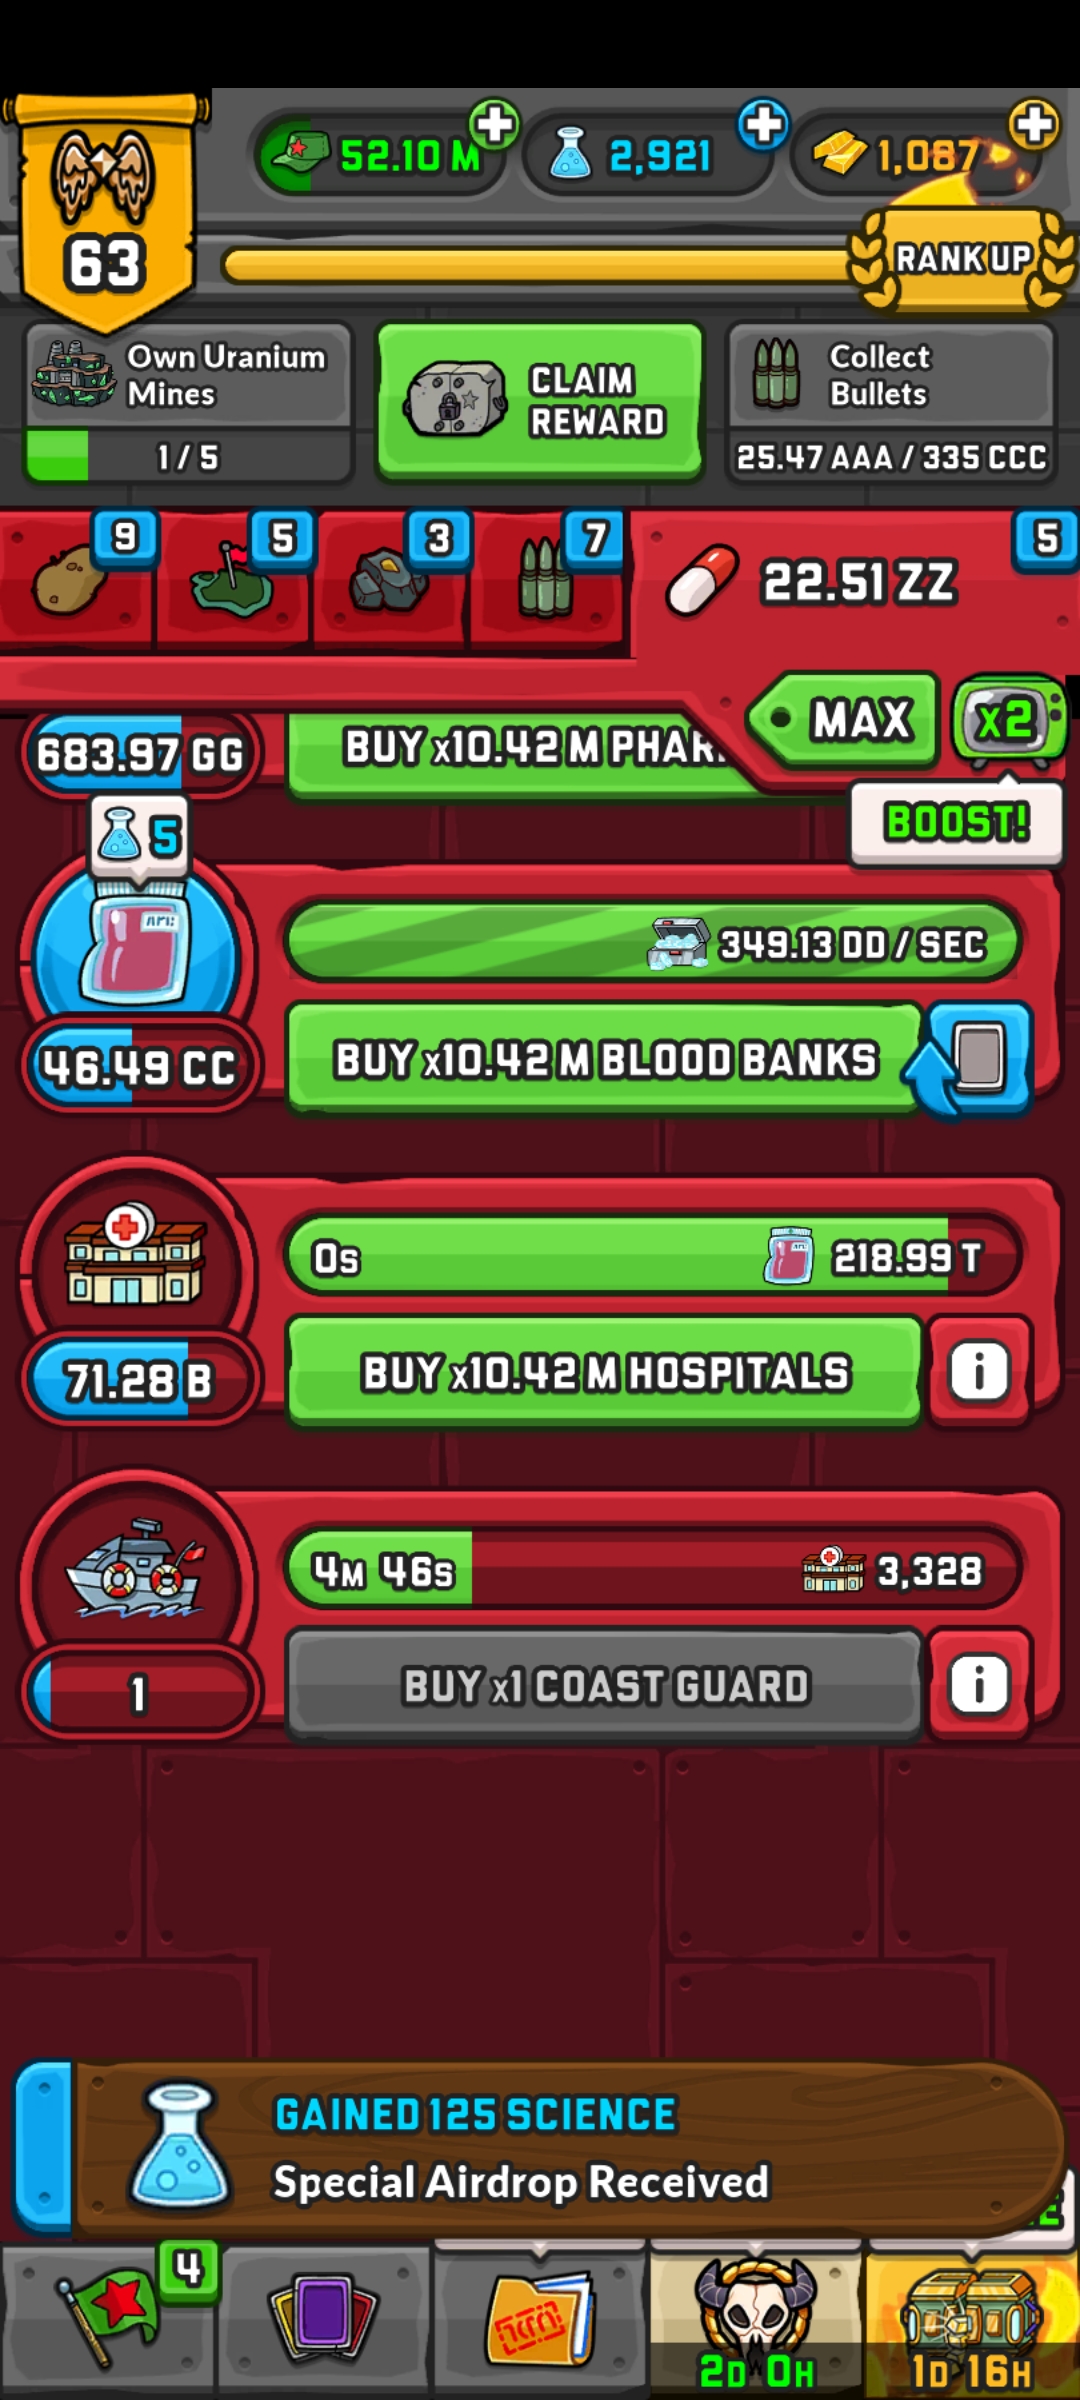 52.10 M
2,921
1,087
63
RANK UP
Own Uranium
Mines
1 / 5
CLAIM
REWARD
Collect
Bullets
25.47 AAA / 335 CCC
9
5
3
7
22.51 ZZ
5
MAX
x2
BOOST!
683.97 GG
BUY x10.42 M PHAR
5
349.13 DD / SEC
46.49 CC
BUY x10.42 M BLOOD BANKS
0s
218.99 T
71.28 B
BUY x10.42 M HOSPITALS
i
4M 46s
3,328
1
BUY x1 COAST GUARD
i
GAINED 125 SCIENCE
Special Airdrop Received
4
2D 0H
1D 16H